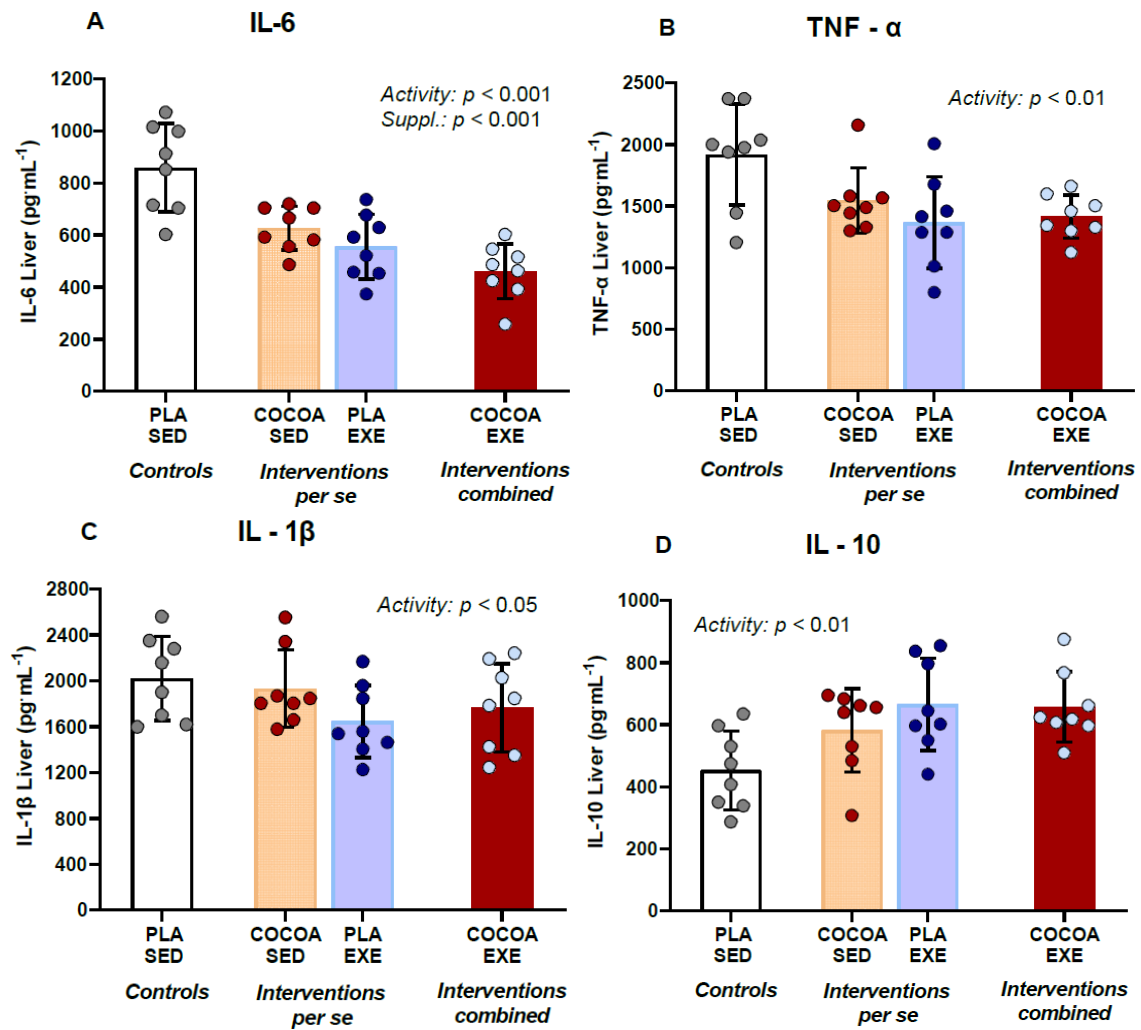 A
IL-6
IL-6 Liver (pg·mL⁻¹)
1200
1000
800
600
400
200
0
Activity: p < 0.001
Suppl.: p < 0.001
PLA
SED
COCOA
SED
PLA
EXE
COCOA
EXE
Controls
Interventions
per se
Interventions
combined
B
TNF - α
TNF-α Liver (pg·mL⁻¹)
2500
2000
1500
1000
500
0
Activity: p < 0.01
PLA
SED
COCOA
SED
PLA
EXE
COCOA
EXE
Controls
Interventions
per se
Interventions
combined
C
IL - 1β
IL-1β Liver (pg·mL⁻¹)
2800
2400
2000
1600
1200
800
400
0
Activity: p < 0.05
PLA
SED
COCOA
SED
PLA
EXE
COCOA
EXE
Controls
Interventions
per se
Interventions
combined
D
IL - 10
IL-10 Liver (pg·mL⁻¹)
1000
800
600
400
200
0
Activity: p < 0.01
PLA
SED
COCOA
SED
PLA
EXE
COCOA
EXE
Controls
Interventions
per se
Interventions
combined